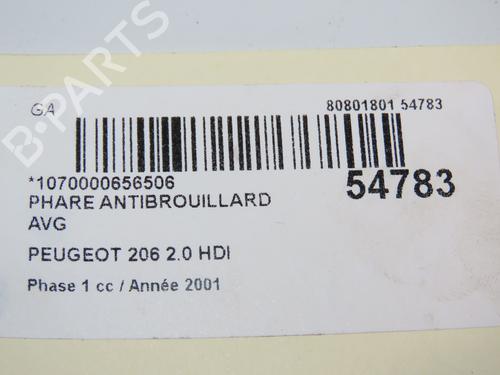 GA
80801801 54783
*1070000656506
54783
PHARE ANTIBROUILLARD
AVG
PEUGEOT 206 2.0 HDI
Phase 1 cc / Année 2001
B-PARTS